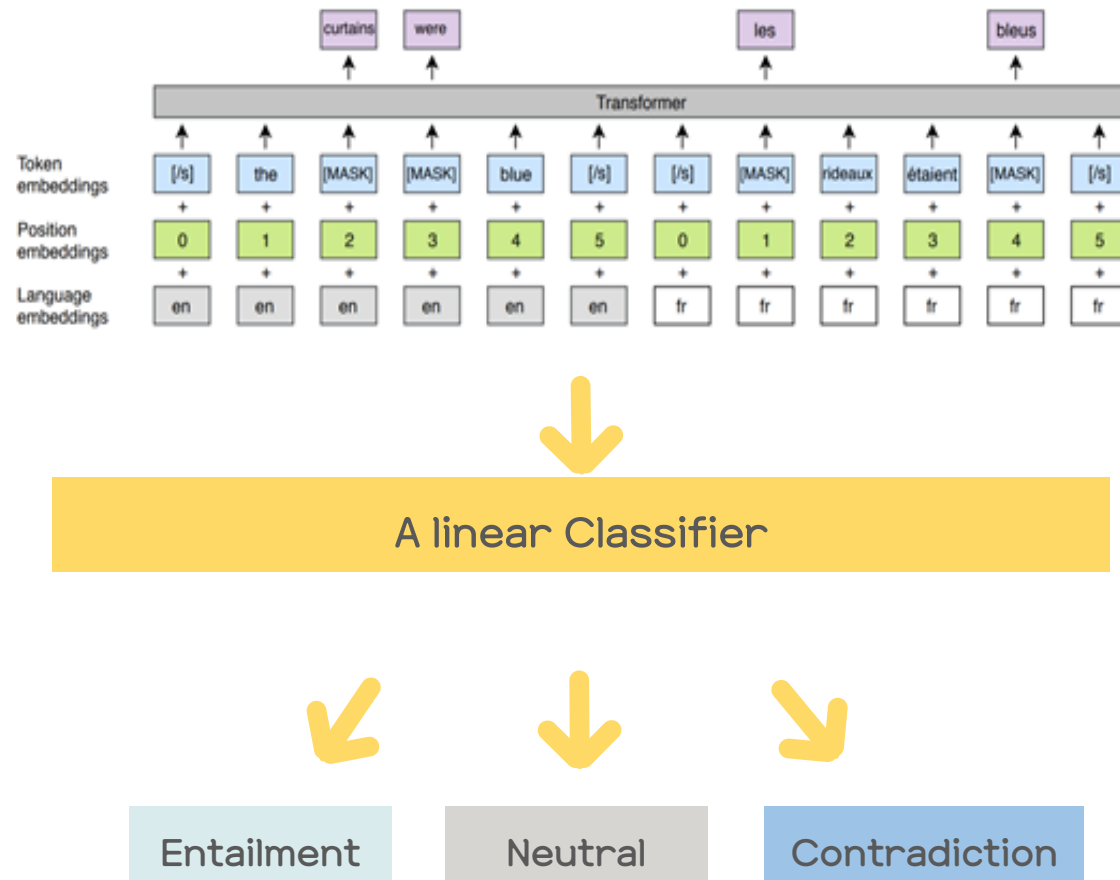 curtains were les bleus
Transformer
Token
embeddings
[/s] the [MASK] [MASK] blue [/s] [/s] [MASK] rideaux étaient [MASK] [/s]
+ + + + + + + + + + + +
Position
embeddings
0 1 2 3 4 5 0 1 2 3 4 5
+ + + + + + + + + + + +
Language
embeddings
en en en en en en fr fr fr fr fr fr
A linear Classifier
Entailment Neutral Contradiction